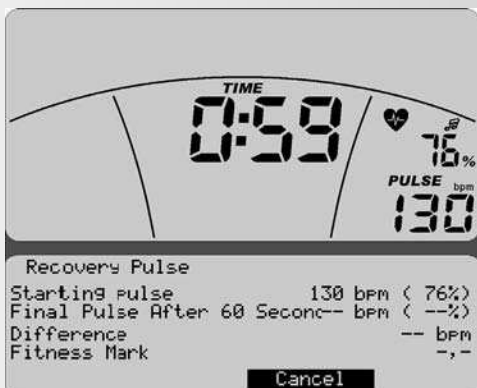 TIME
0:59
76%
PULSE bpm
130
Recovery Pulse
Starting pulse 130 bpm ( 76%)
Final Pulse After 60 Secon-- bpm ( --%)
Difference -- bpm
Fitness Mark -,-
Cancel